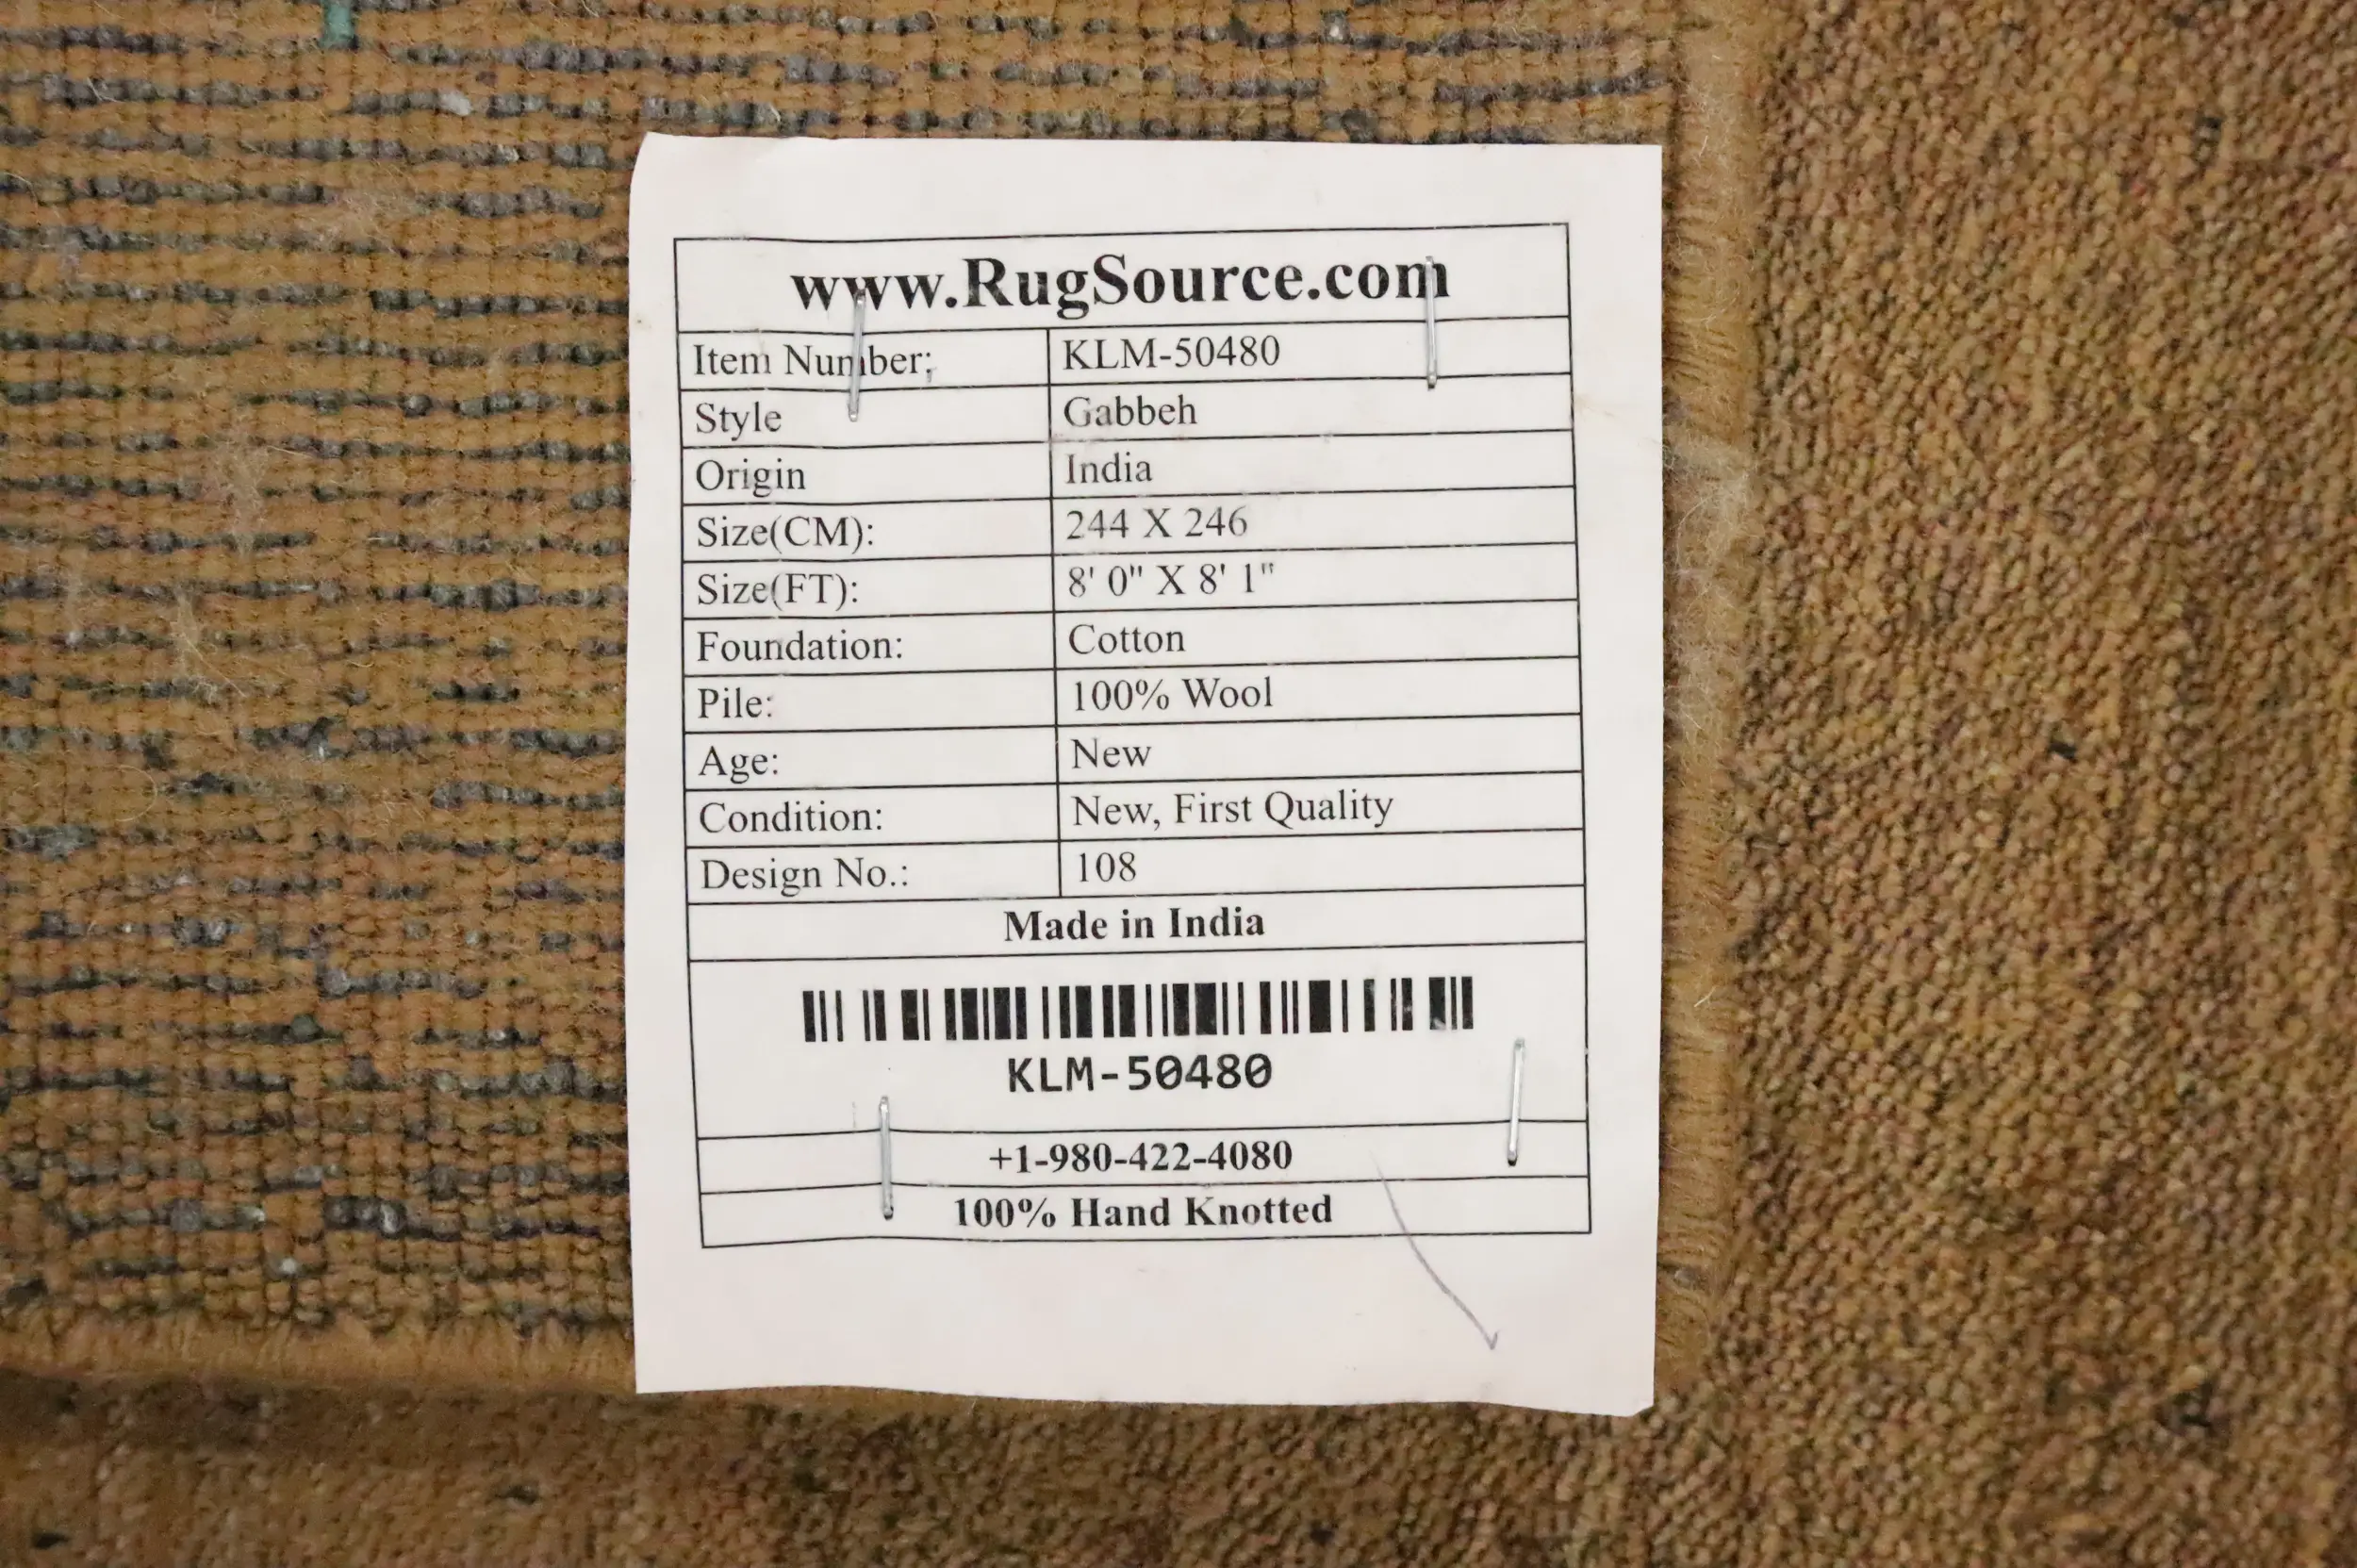 www.RugSource.com
Item Number: KLM-50480
Style Gabbeh
Origin India
Size(CM): 244 X 246
Size(FT): 8' 0" X 8' 1"
Foundation: Cotton
Pile: 100% Wool
Age: New
Condition: New, First Quality
Design No.: 108
Made in India
KLM-50480
+1-980-422-4080
100% Hand Knotted